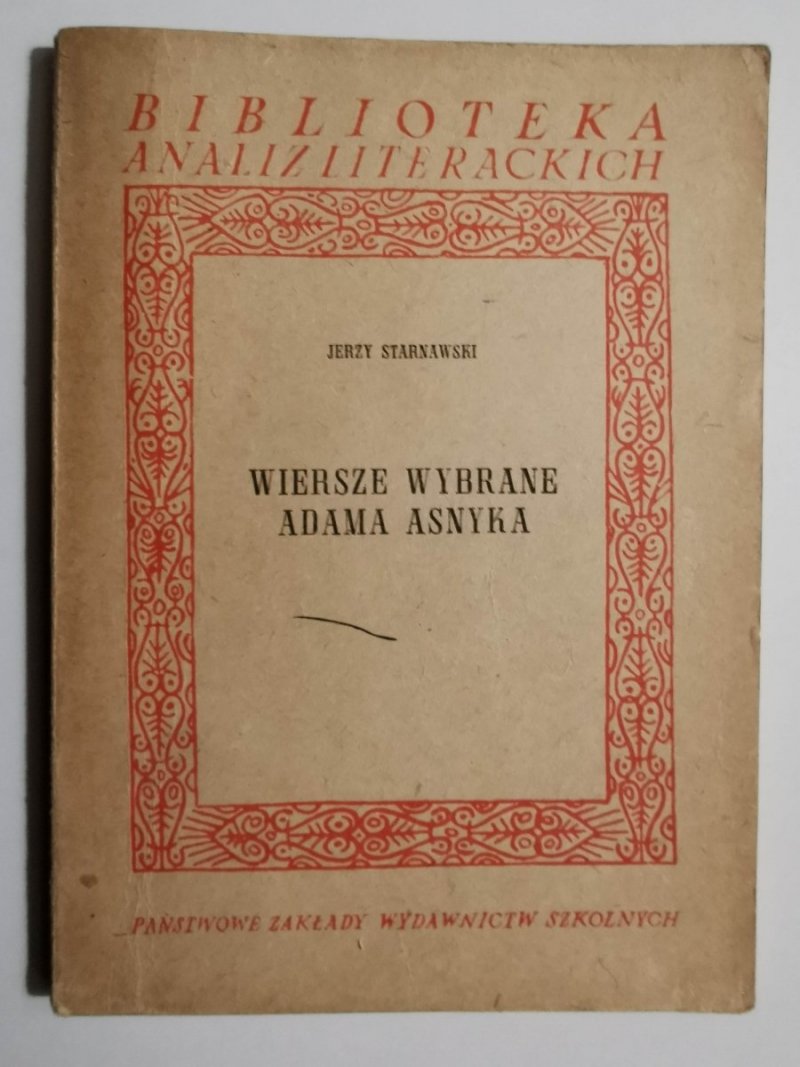 BIBLIOTEKA
ANALIZ LITERACKICH
JERZY STARNAWSKI
WIERSZE WYBRANE
ADAMA ASNYKA
PAŃSTWOWE ZAKŁADY WYDAWNICTW SZKOLNYCH